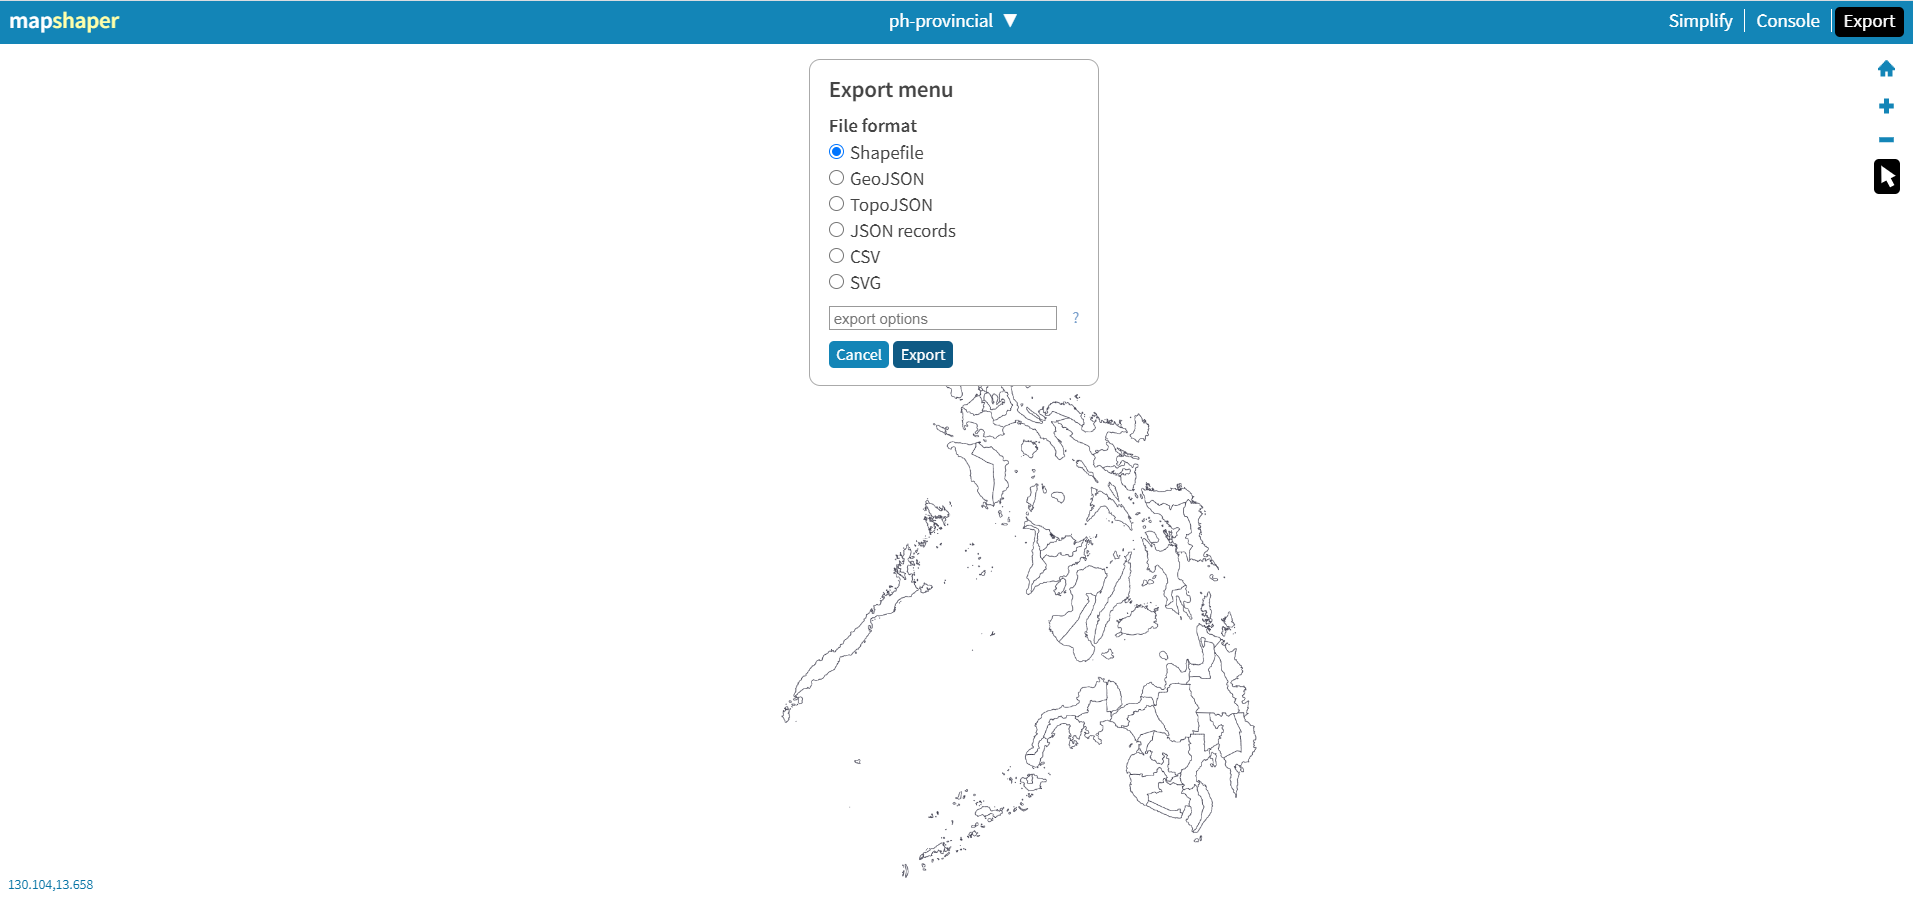 mapshaper
ph-provincial ▼
Simplify
Console
Export
Export menu
File format
Shapefile
GeoJSON
TopoJSON
JSON records
CSV
SVG
export options
?
Cancel
Export
130.104,13.658